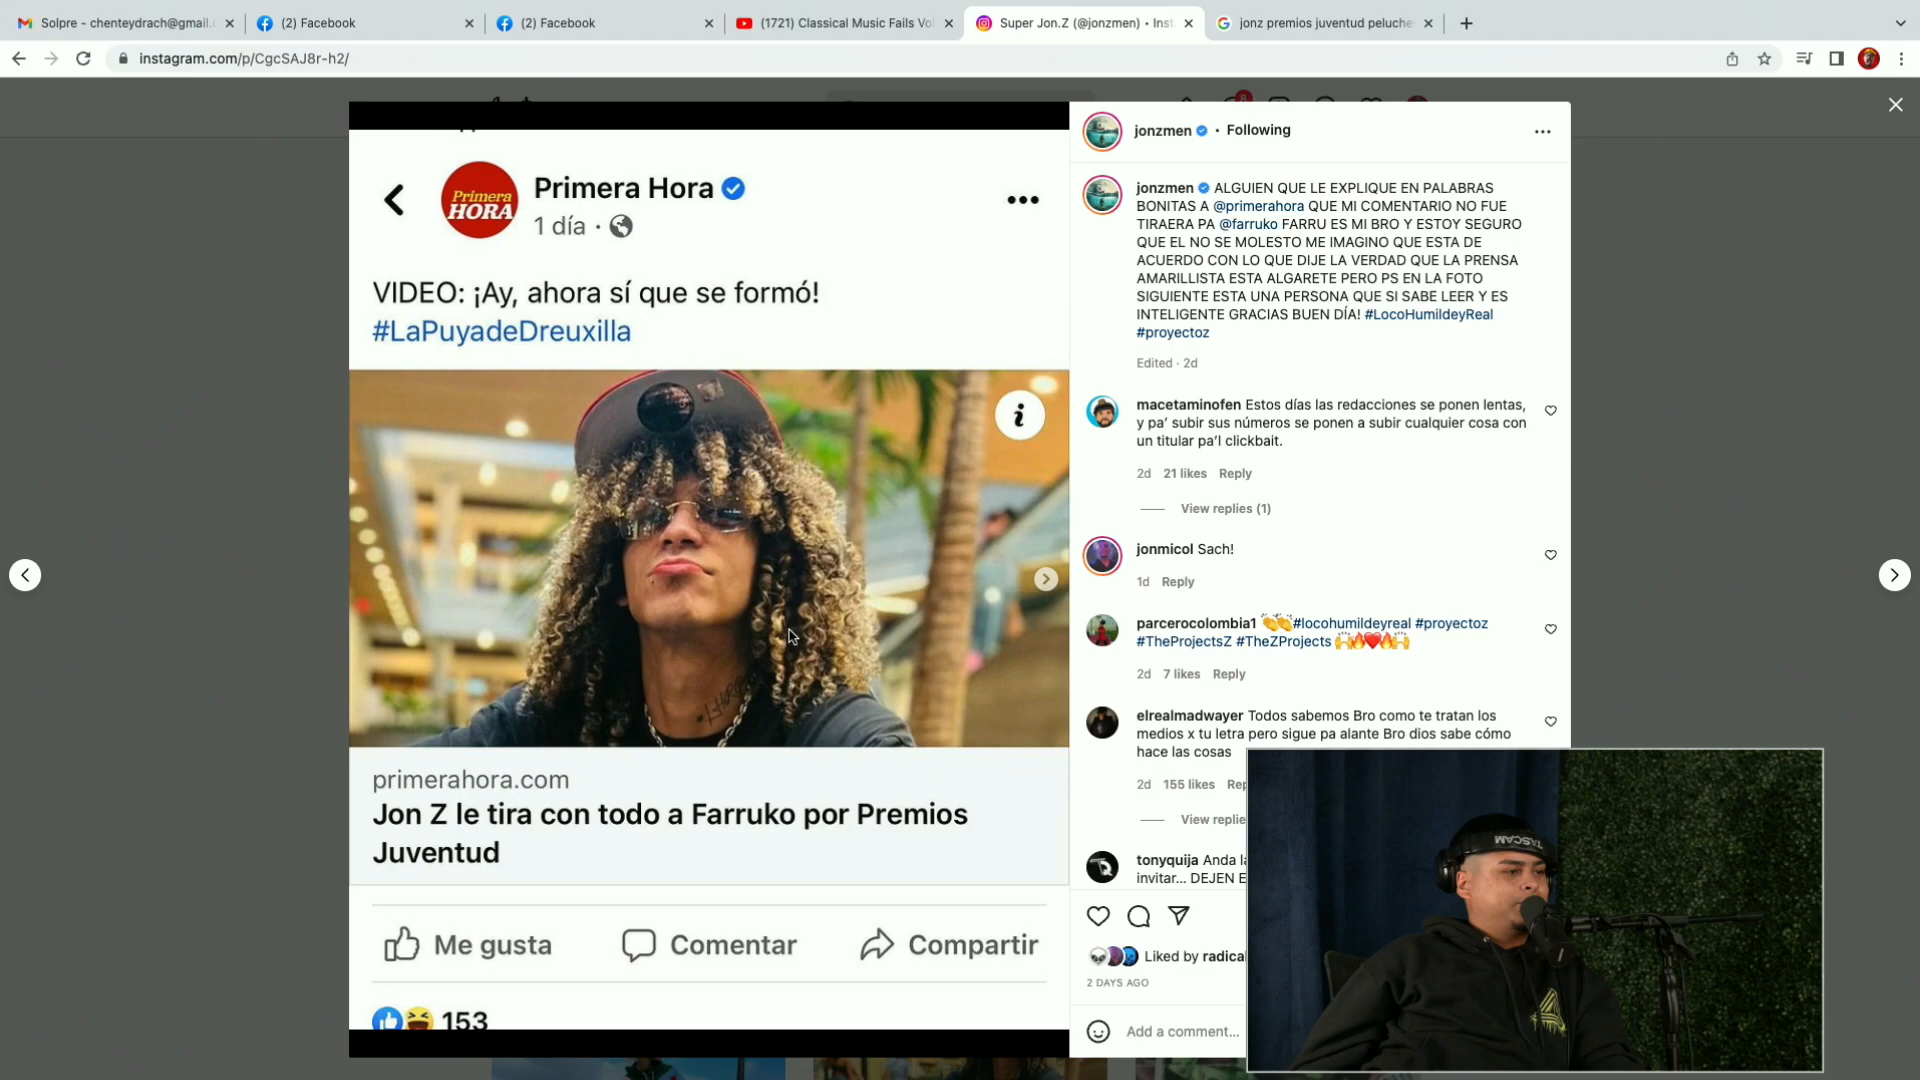 Solpre - chenteydrach@gmail.
(2) Facebook
(2) Facebook
(1721) Classical Music Fails Vol
Super Jon.Z (@jonzmen) • Inst
jonz premios juventud peluche
instagram.com/p/CgcSAJ8r-h2/
Primera
HORA
Primera Hora
1 día ·
VIDEO: ¡Ay, ahora sí que se formó!
#LaPuyadeDreuxilla
i
primerahora.com
Jon Z le tira con todo a Farruko por Premios
Juventud
Me gusta
Comentar
Compartir
153
jonzmen • Following
jonzmen ALGUIEN QUE LE EXPLIQUE EN PALABRAS
BONITAS A @primerahora QUE MI COMENTARIO NO FUE
TIRAERA PA @farruko FARRU ES MI BRO Y ESTOY SEGURO
QUE EL NO SE MOLESTO ME IMAGINO QUE ESTA DE
ACUERDO CON LO QUE DIJE LA VERDAD QUE LA PRENSA
AMARILLISTA ESTA ALGARETE PERO PS EN LA FOTO
SIGUIENTE ESTA UNA PERSONA QUE SI SABE LEER Y ES
INTELIGENTE GRACIAS BUEN DÍA! #LocoHumildeyReal
#proyectoz
Edited · 2d
macetaminofen Estos días las redacciones se ponen lentas,
y pa’ subir sus números se ponen a subir cualquier cosa con
un titular pa’l clickbait.
2d 21 likes Reply
View replies (1)
jonmicol Sach!
1d Reply
parcerocolombia1 👏👏#locohumildeyreal #proyectoz
#TheProjectsZ #TheZProjects 🙌🔥❤️🔥🙌
2d 7 likes Reply
elrealmadwayer Todos sabemos Bro como te tratan los
medios x tu letra pero sigue pa alante Bro dios sabe cómo
hace las cosas
2d 155 likes Rep
View replie
tonyquija Anda la
invitar... DEJEN E
Liked by radica
2 DAYS AGO
Add a comment...
TASCAM